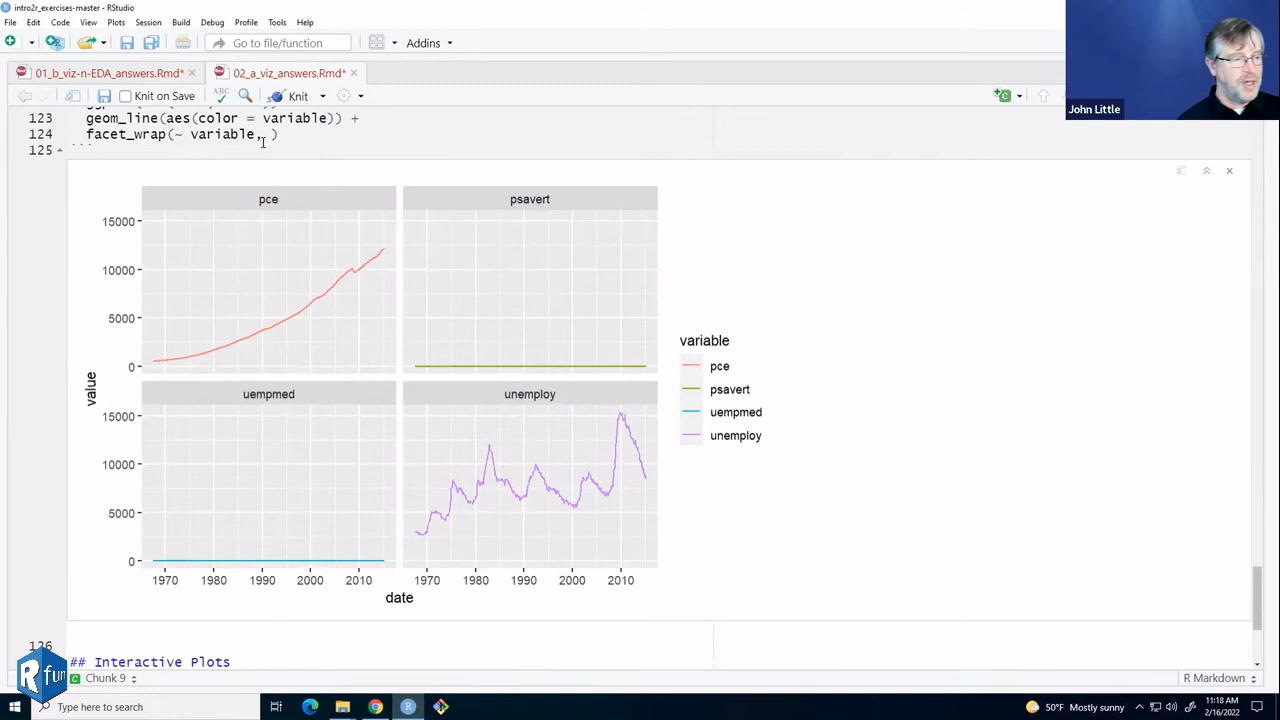 intro2r_exercises-master - RStudio
File Edit Code View Plots Session Build Debug Profile Tools Help
Go to file/function Addins
01_b_viz-n-EDA_answers.Rmd* 02_a_viz_answers.Rmd*
Knit on Save ABC Knit
John Little
123 geom_line(aes(color = variable)) +
124 facet_wrap(~ variable, )
125 ```
pce psavert
15000
10000
5000
0
uempmed unemploy
15000
10000
5000
0
1970 1980 1990 2000 2010 1970 1980 1990 2000 2010
value
date
variable
pce
psavert
uempmed
unemploy
126
## Interactive Plots
R fun
Chunk 9 R Markdown
Type here to search
50°F Mostly sunny
11:18 AM
2/16/2022